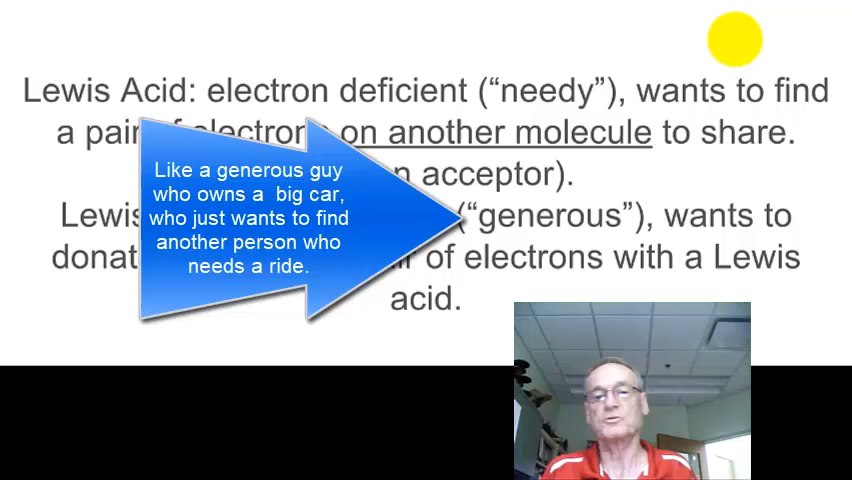 Lewis Acid: electron deficient (“needy”), wants to find
a pair of electrons on another molecule to share.
acceptor).
Lewis (“generous”), wants to
of electrons with a Lewis
acid.
Like a generous guy
who owns a big car,
who just wants to find
another person who
needs a ride.